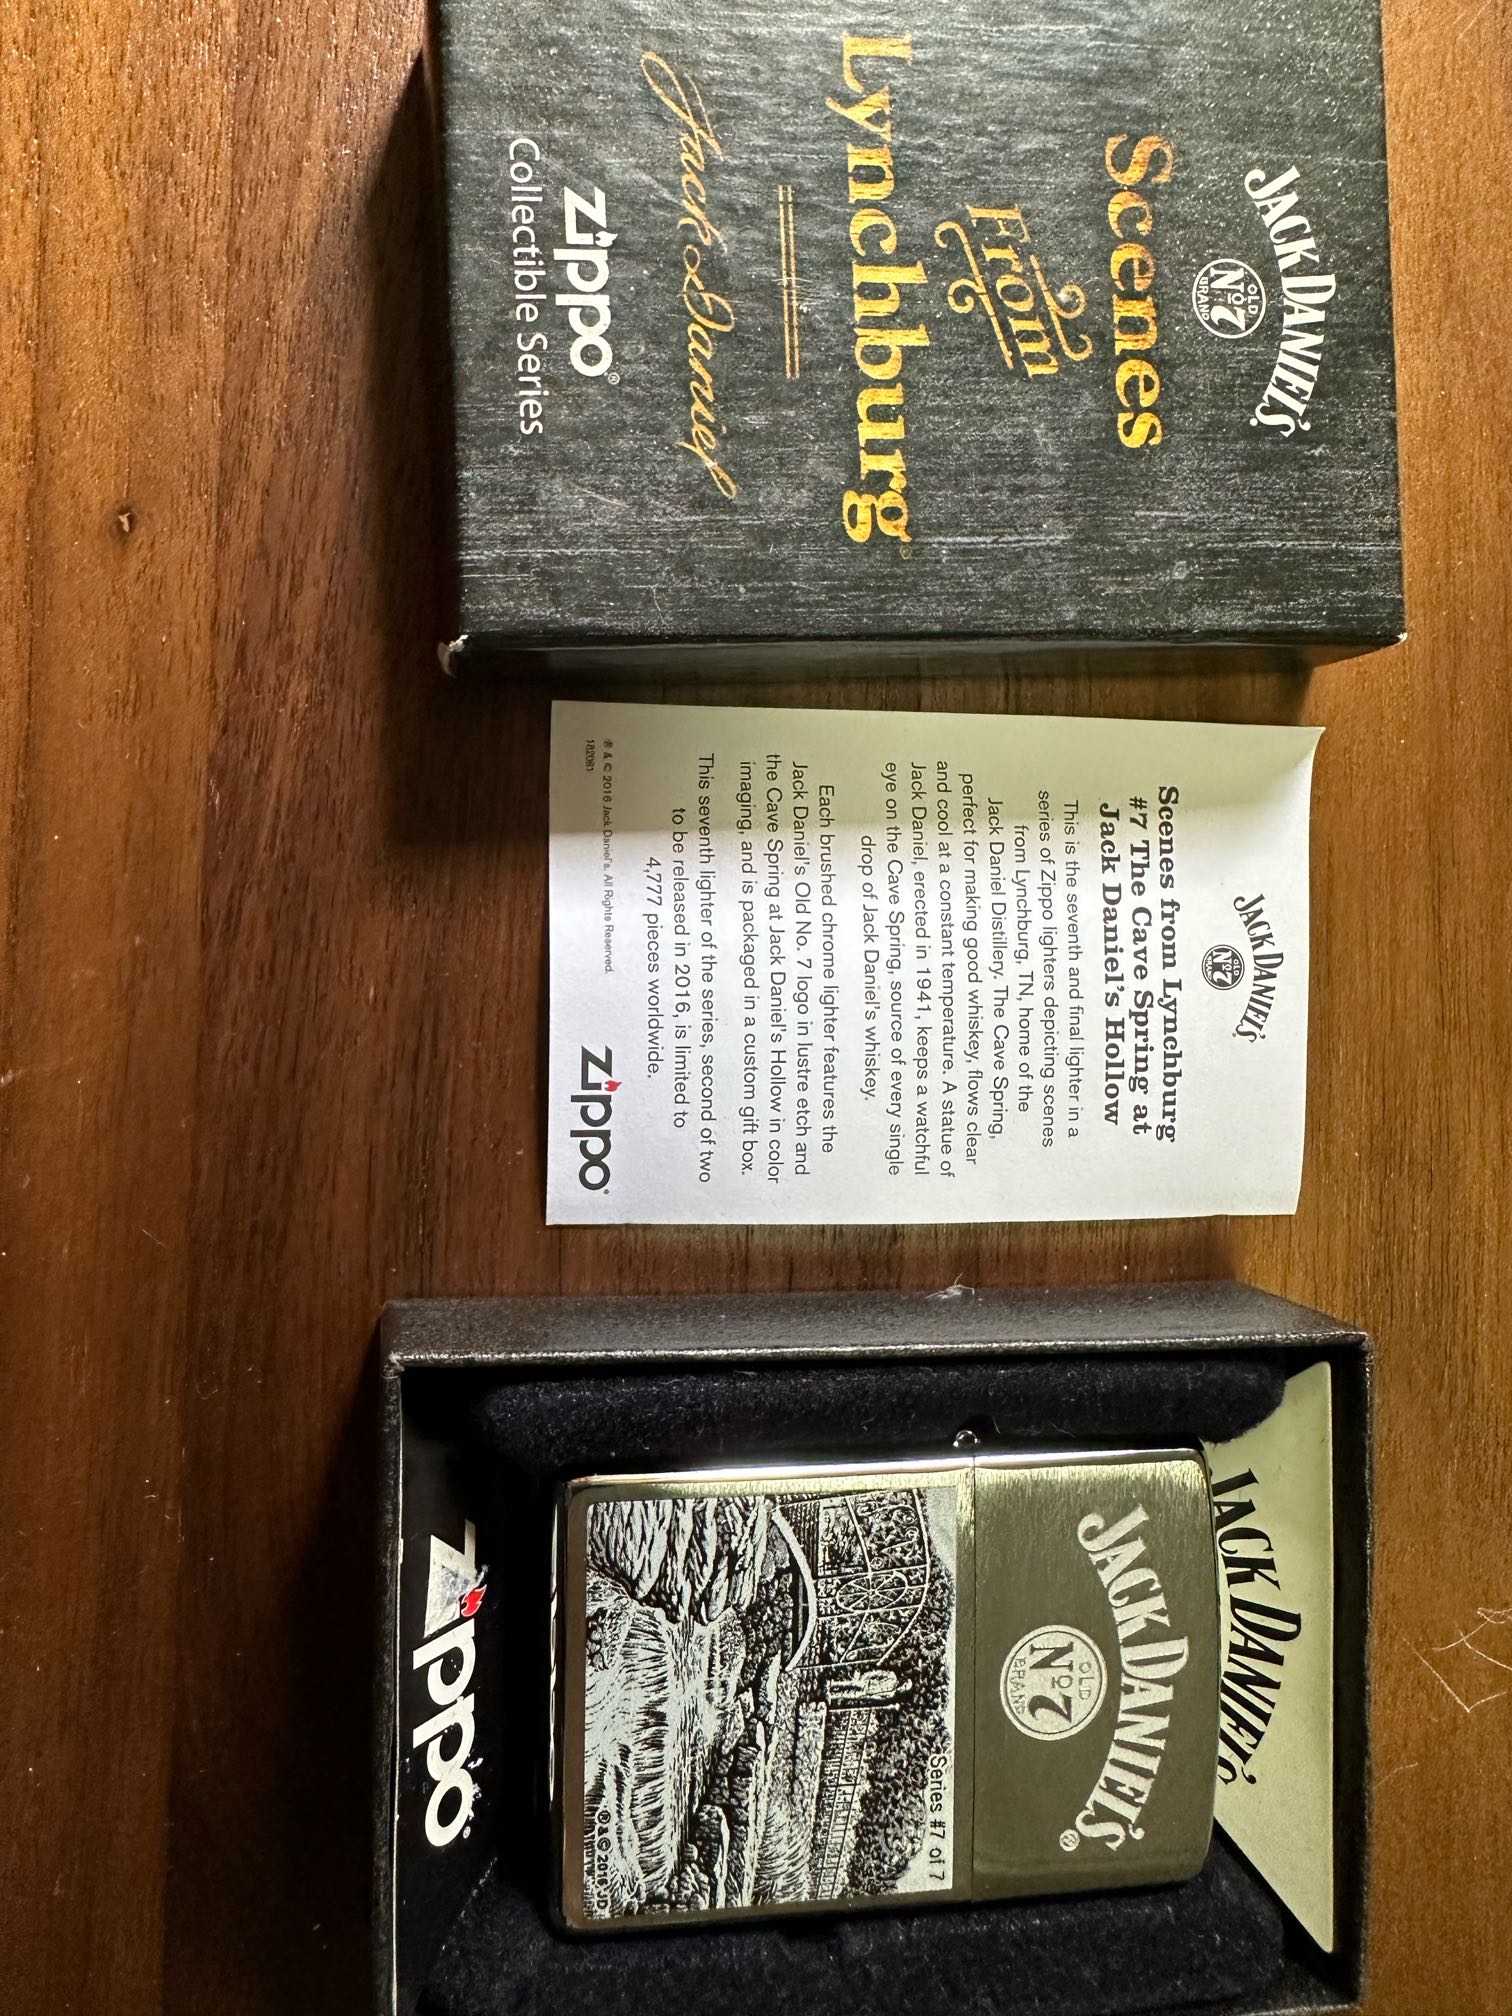 JACK DANIEL'S
OLD
Nº7
BRAND
Scenes
From
Lynchburg
Jack Daniel
Zippo®
Collectible Series
JACK DANIEL'S
OLD
Nº7
BRAND
Scenes from Lynchburg
#7 The Cave Spring at
Jack Daniel's Hollow
This is the seventh and final lighter in a
series of Zippo lighters depicting scenes
from Lynchburg, TN, home of the
Jack Daniel Distillery. The Cave Spring,
perfect for making good whiskey, flows clear
and cool at a constant temperature. A statue of
Jack Daniel, erected in 1941, keeps a watchful
eye on the Cave Spring, source of every single
drop of Jack Daniel's whiskey.
Each brushed chrome lighter features the
Jack Daniel's Old No. 7 logo in lustre etch and
the Cave Spring at Jack Daniel's Hollow in color
imaging, and is packaged in a custom gift box.
This seventh lighter of the series, second of two
to be released in 2016, is limited to
4,777 pieces worldwide.
® & © 2016 Jack Daniel's. All Rights Reserved.
182081
Zippo®
JACK DANIEL'S
JACK DANIEL'S®
OLD
Nº7
BRAND
Series #7 of 7
® & © 2016 JD
Zippo®